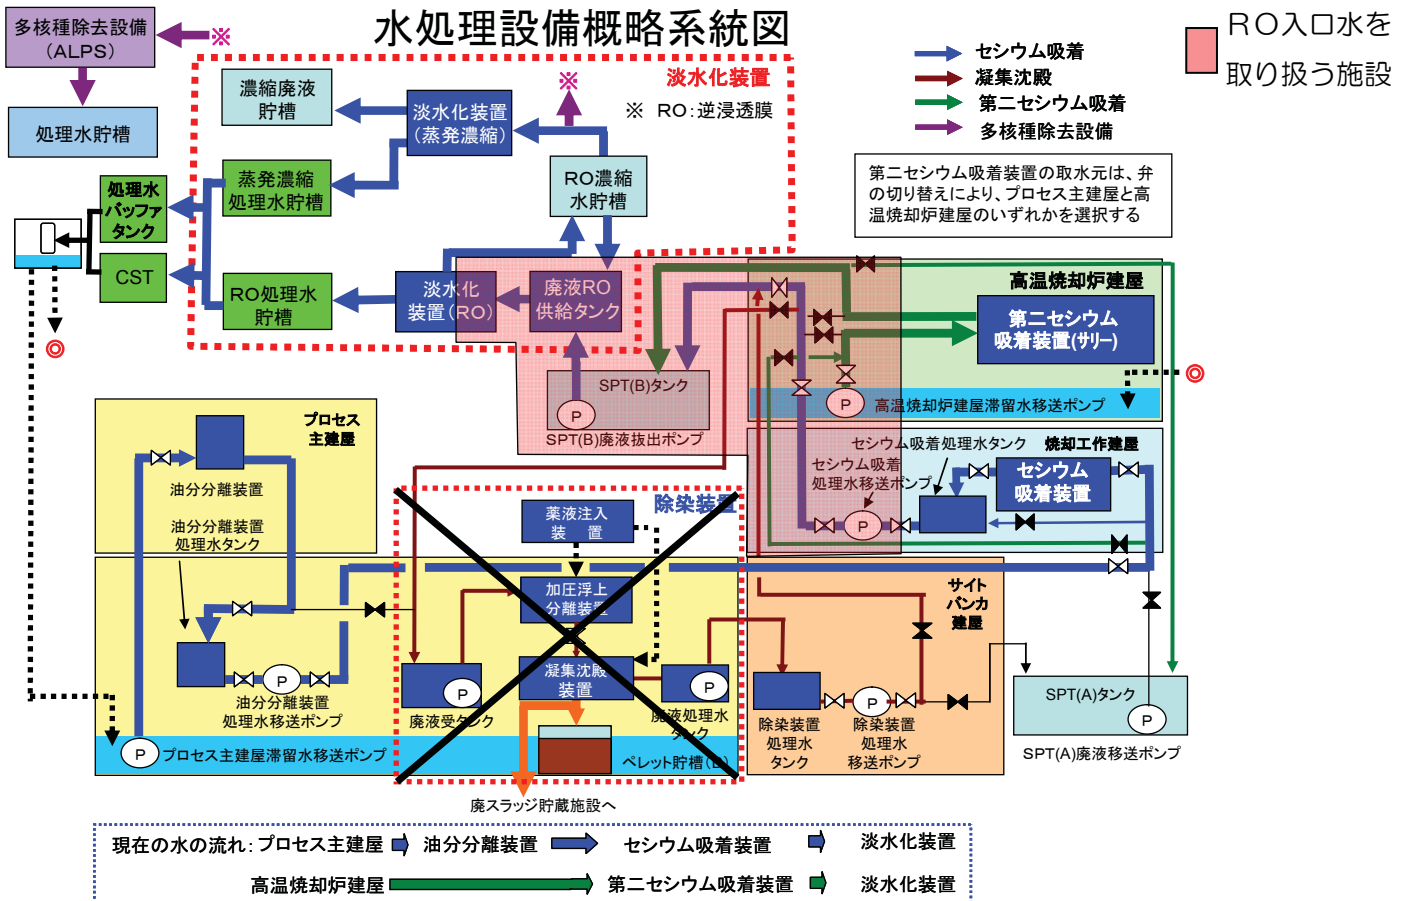 水処理設備概略系統図
多核種除去設備
(ALPS)
※
処理水貯槽
淡水化装置
※
※ RO:逆浸透膜
濃縮廃液
貯槽
淡水化装置
(蒸発濃縮)
蒸発濃縮
処理水貯槽
RO濃縮
水貯槽
処理水
バッファ
タンク
CST
RO処理水
貯槽
淡水化
装置(RO)
廃液RO
供給タンク
セシウム吸着
凝集沈殿
第二セシウム吸着
多核種除去設備
RO入口水を
取り扱う施設
第二セシウム吸着装置の取水元は、弁
の切り替えにより、プロセス主建屋と高
温焼却炉建屋のいずれかを選択する
高温焼却炉建屋
第二セシウム
吸着装置(サリー)
◎
◎
SPT(B)タンク
P
SPT(B)廃液抜出ポンプ
P
高温焼却炉建屋滞留水移送ポンプ
プロセス
主建屋
油分分離装置
油分分離装置
処理水タンク
セシウム吸着処理水タンク
焼却工作建屋
セシウム吸着
処理水移送ポンプ
セシウム
吸着装置
P
除染装置
薬液注入
装 置
加圧浮上
分離装置
凝集沈殿
装置
P
廃液受タンク
P
廃液処理水
タンク
P
油分分離装置
処理水移送ポンプ
P
プロセス主建屋滞留水移送ポンプ
ペレット貯槽(D)
廃スラッジ貯蔵施設へ
サイト
バンカ
建屋
P
除染装置
処理水
タンク
除染装置
処理水
移送ポンプ
SPT(A)タンク
P
SPT(A)廃液移送ポンプ
現在の水の流れ:プロセス主建屋 油分分離装置 セシウム吸着装置 淡水化装置
高温焼却炉建屋 第二セシウム吸着装置 淡水化装置